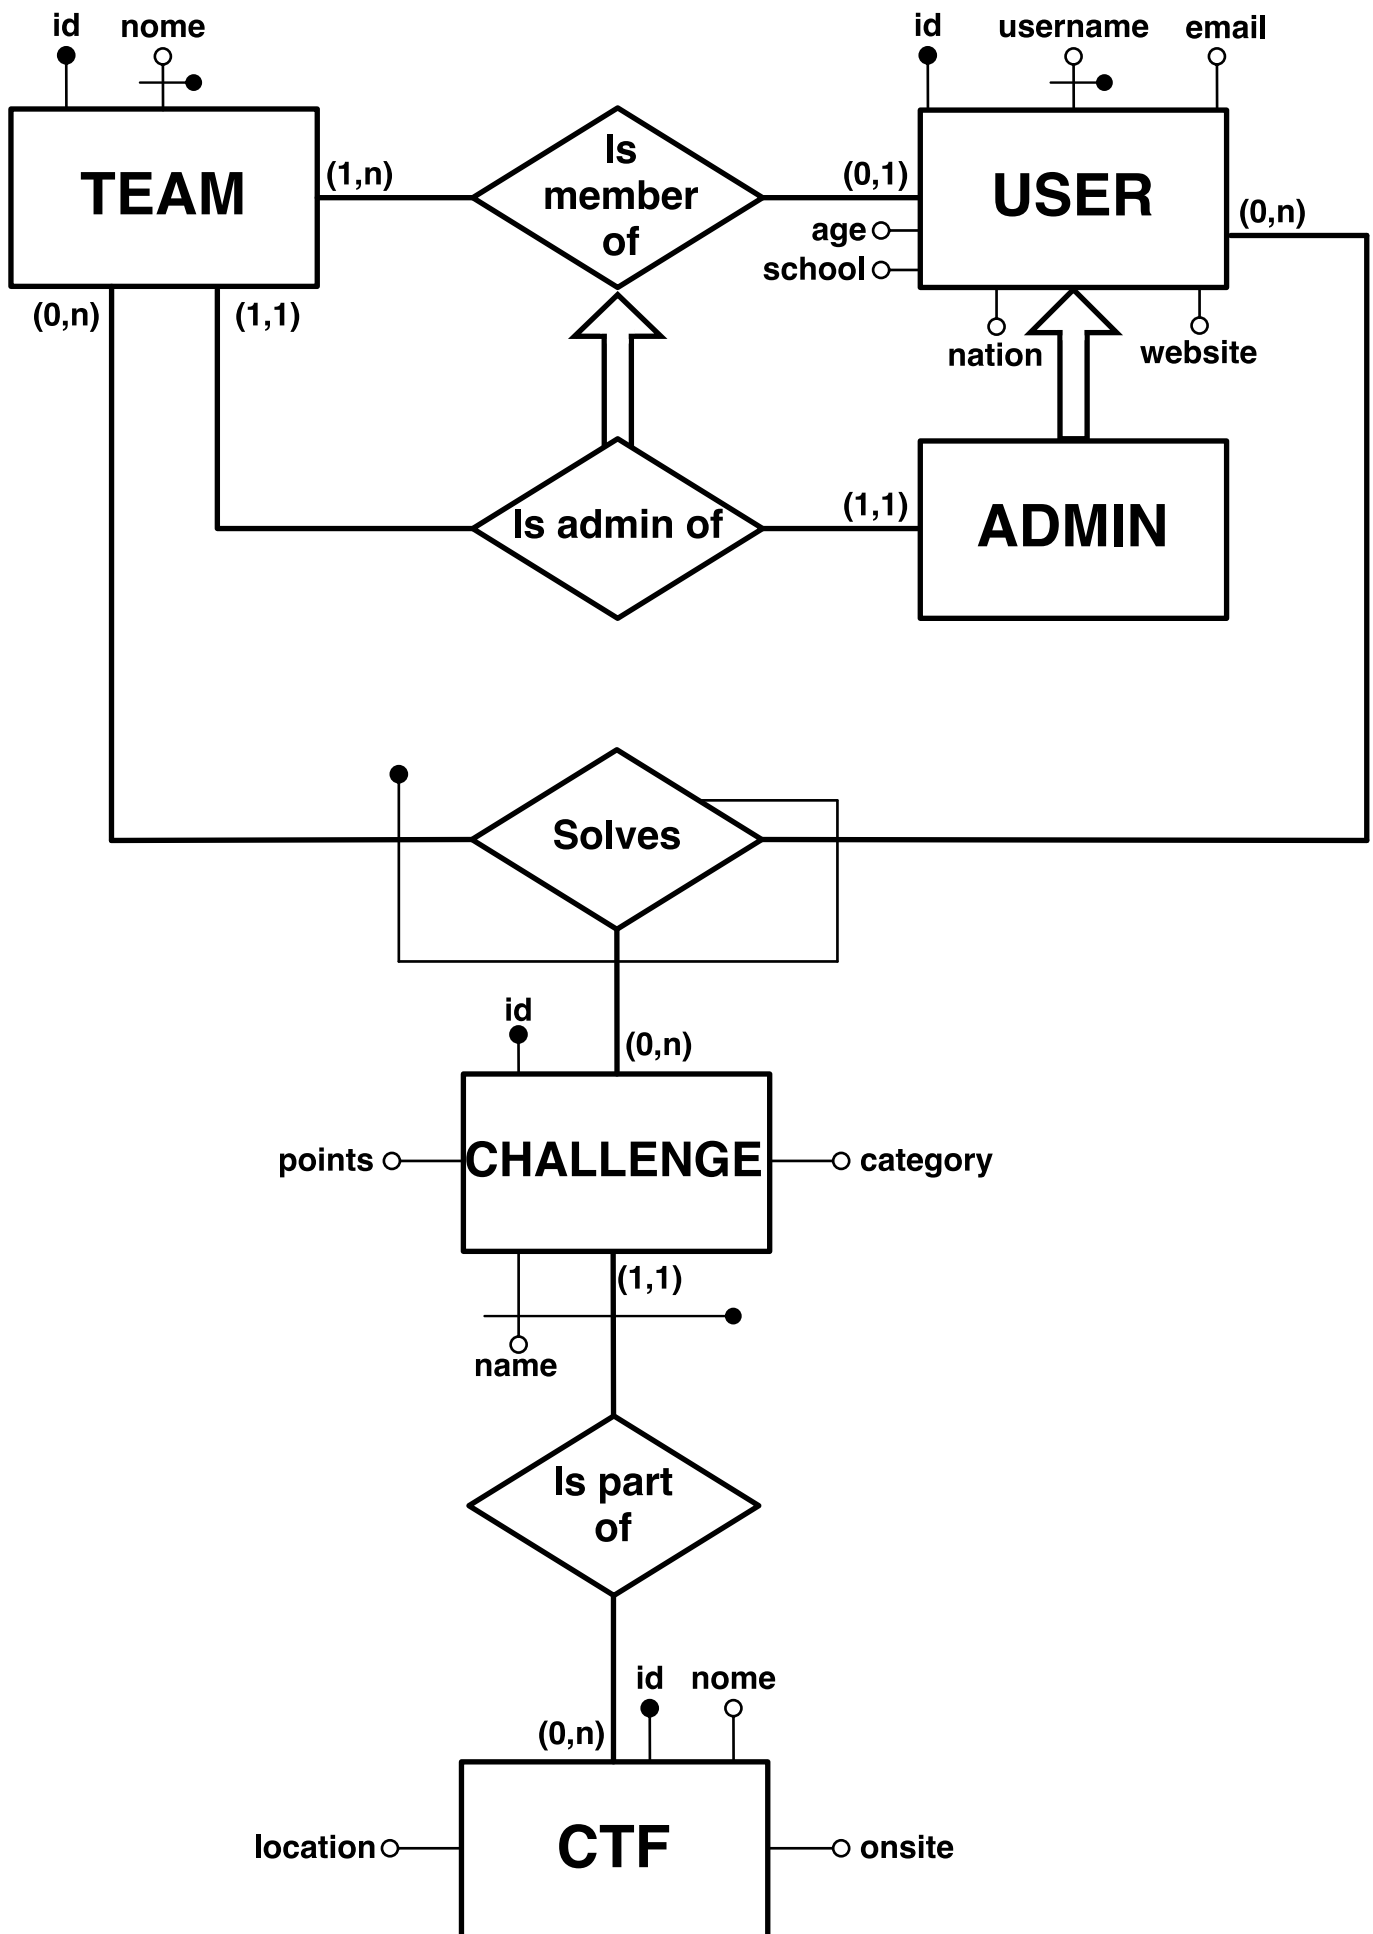 id
nome
id
username
email
TEAM
(1,n)
Is
member
of
(0,1)
USER
(0,n)
age
school
(0,n)
(1,1)
nation
website
Is admin of
(1,1)
ADMIN
Solves
id
(0,n)
points
CHALLENGE
category
(1,1)
name
Is part
of
id
nome
(0,n)
location
CTF
onsite